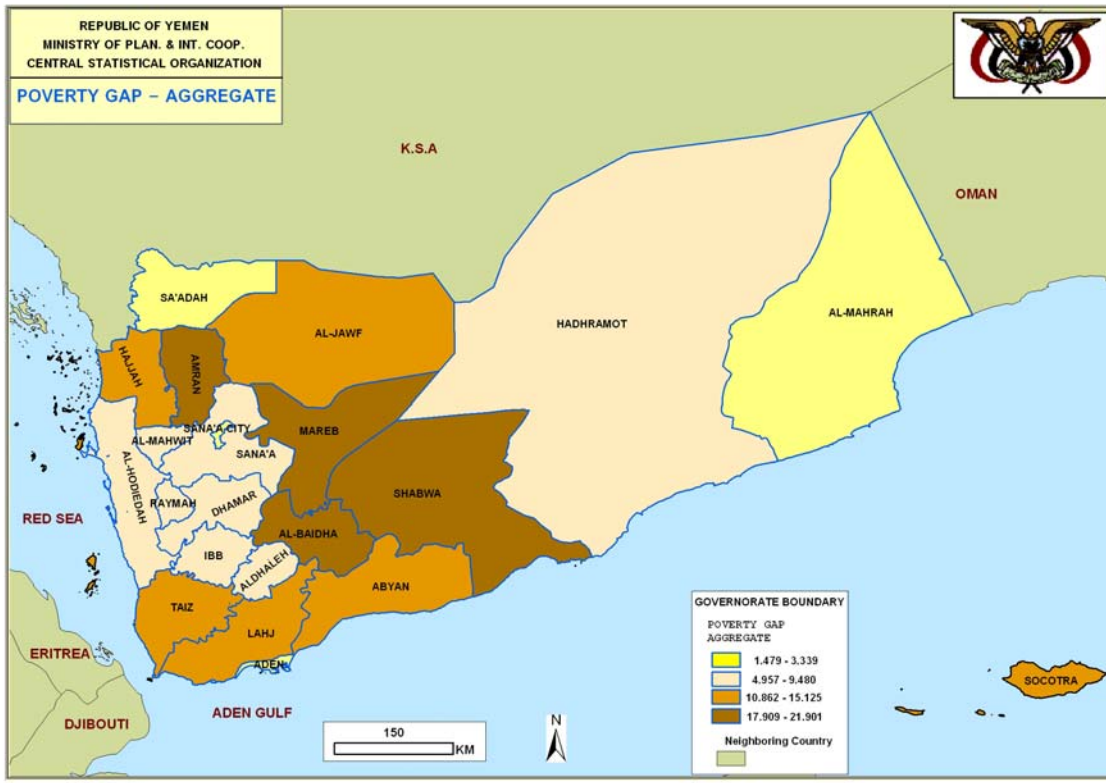 REPUBLIC OF YEMEN
MINISTRY OF PLAN. & INT. COOP.
CENTRAL STATISTICAL ORGANIZATION
POVERTY GAP – AGGREGATE
K.S.A
OMAN
SA'ADAH
AL-JAWF
HADHRAMOT
AL-MAHRAH
HAJJAH
AMRAN
MAREB
SANA'A CITY
AL-MAHWIT
SANA'A
AL-HODIEDAH
RAYMAH
DHAMAR
SHABWA
RED SEA
AL-BAIDHA
IBB
ALDHALEH
ABYAN
TAIZ
LAHJ
ADEN
ERITREA
DJIBOUTI
ADEN GULF
SOCOTRA
150
KM
N
GOVERNORATE BOUNDARY
POVERTY GAP
AGGREGATE
1.479 - 3.339
4.957 - 9.480
10.862 - 15.125
17.909 - 21.901
Neighboring Country